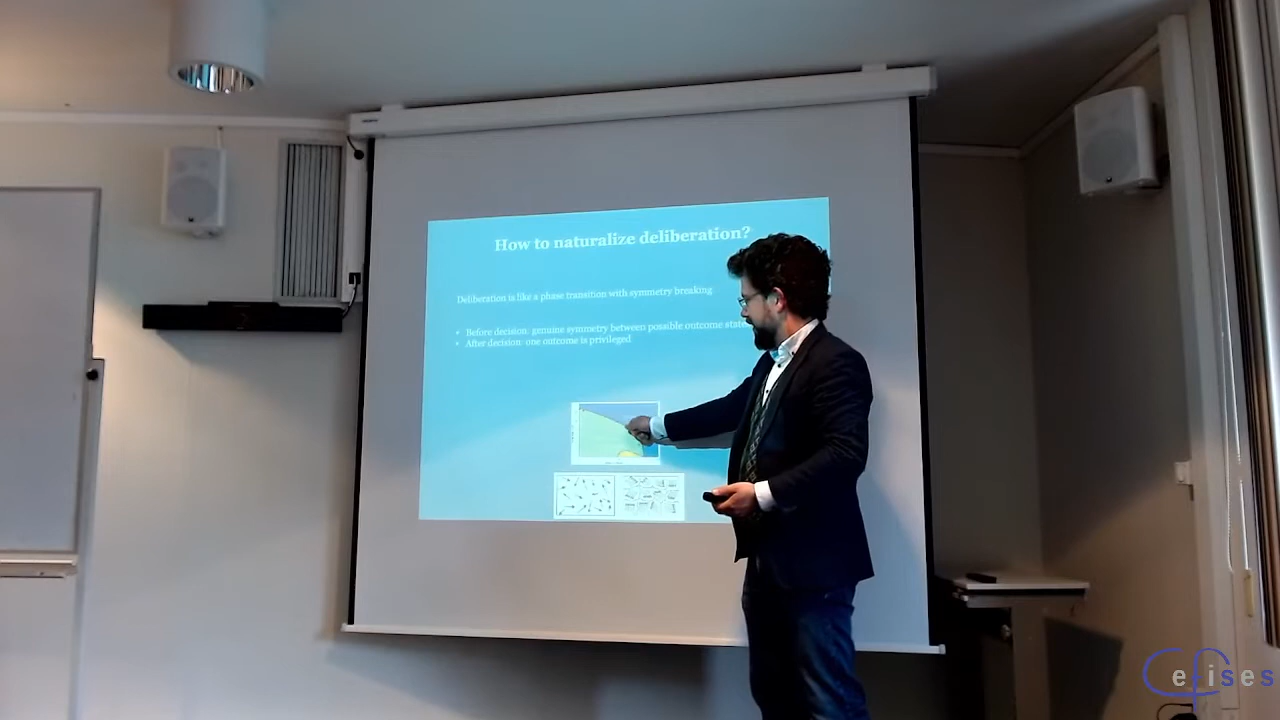 How to naturalize deliberation?
Deliberation is like a phase transition with symmetry breaking
• Before decision: genuine symmetry between possible outcome state
• After decision: one outcome is privileged
efises